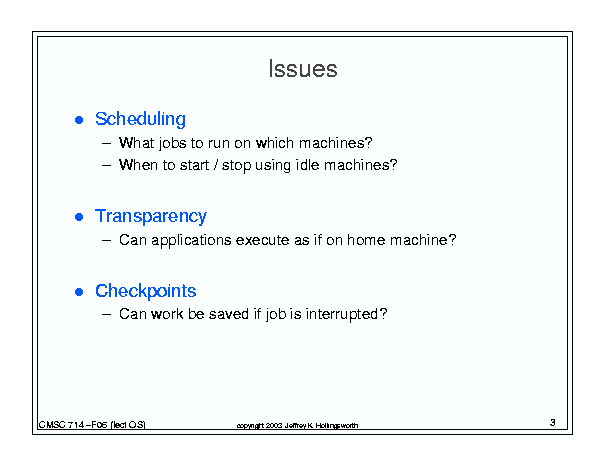 Issues
● Scheduling
– What jobs to run on which machines?
– When to start / stop using idle machines?
● Transparency
– Can applications execute as if on home machine?
● Checkpoints
– Can work be saved if job is interrupted?
CMSC 714 –F06 (lect OS)
copyright 2003 Jeffrey K. Hollingsworth
3